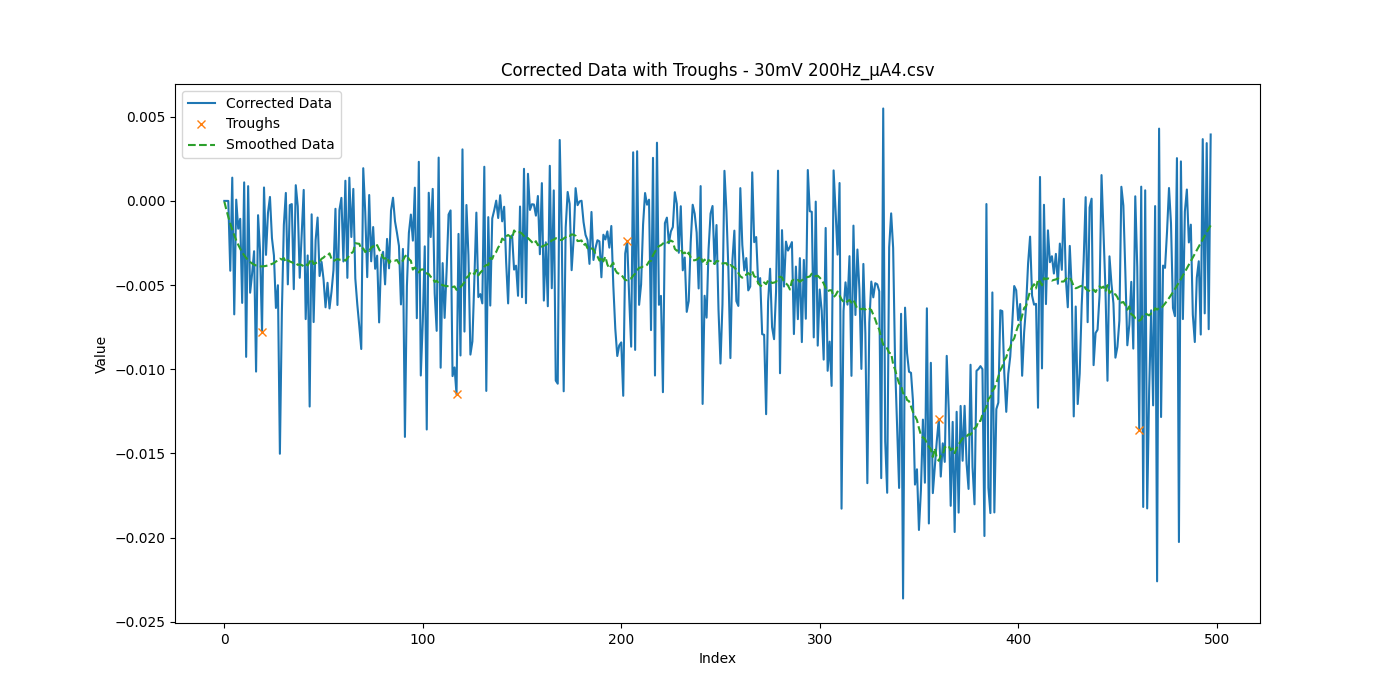 Corrected Data with Troughs - 30mV 200Hz_μA4.csv
Corrected Data
Troughs
Smoothed Data
Value
0.005
0.000
−0.005
−0.010
−0.015
−0.020
−0.025
0
100
200
300
400
500
Index